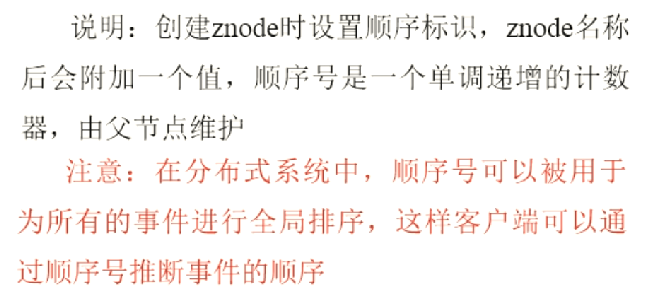 说明：创建znode时设置顺序标识，znode名称
后会附加一个值，顺序号是一个单调递增的计数
器，由父节点维护
注意：在分布式系统中，顺序号可以被用于
为所有的事件进行全局排序，这样客户端可以通
过顺序号推断事件的顺序